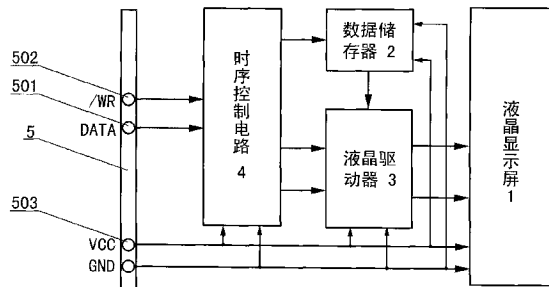 502
501
5
503
/WR
DATA
VCC
GND
时序控制电路 4
数据储
存器 2
液晶驱
动器 3
液晶显示屏 1